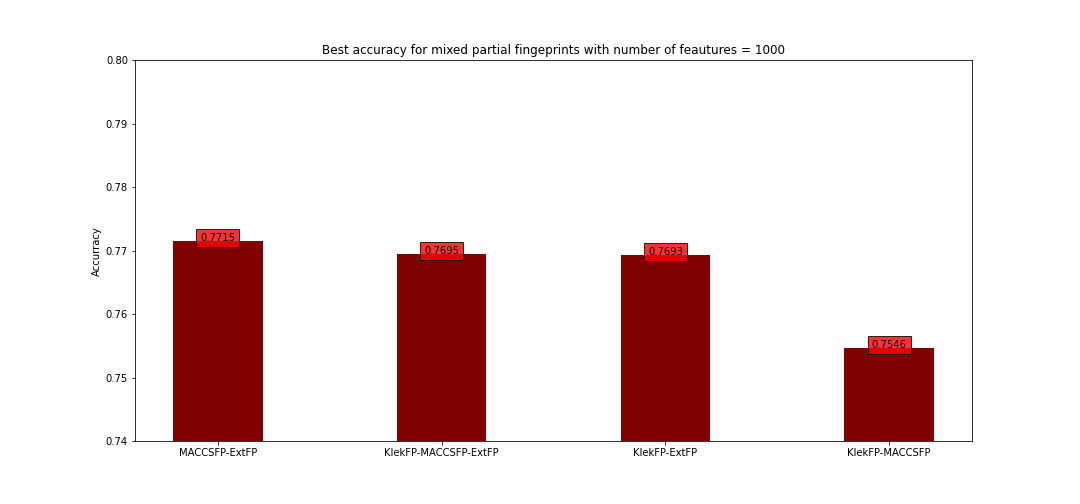 Best accuracy for mixed partial fingeprints with number of feautures = 1000
Accurracy
0.80
0.79
0.78
0.77
0.76
0.75
0.74
0.7715
0.7695
0.7693
0.7546
MACCSFP-ExtFP
KlekFP-MACCSFP-ExtFP
KlekFP-ExtFP
KlekFP-MACCSFP